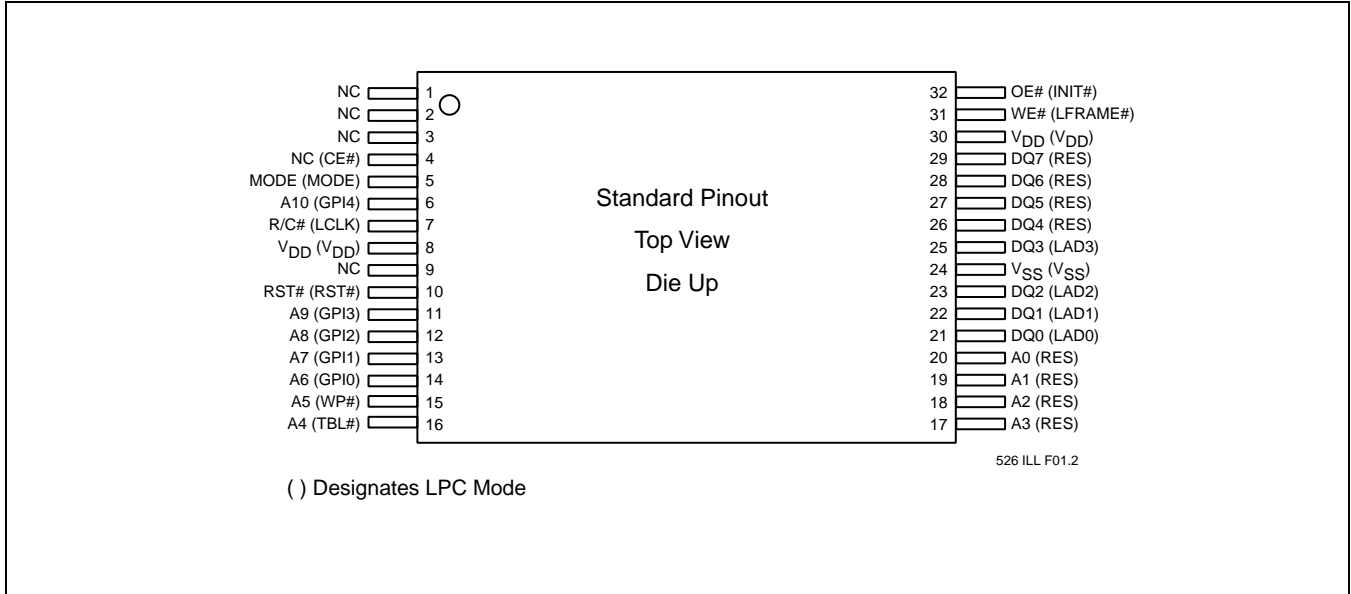 NC 1 32 OE# (INIT#)
NC 2 31 WE# (LFRAME#)
NC 3 30 VDD (VDD)
NC (CE#) 4 29 DQ7 (RES)
MODE (MODE) 5 28 DQ6 (RES)
A10 (GPI4) 6 27 DQ5 (RES)
R/C# (LCLK) 7 26 DQ4 (RES)
VDD (VDD) 8 25 DQ3 (LAD3)
NC 9 24 VSS (VSS)
RST# (RST#) 10 23 DQ2 (LAD2)
A9 (GPI3) 11 22 DQ1 (LAD1)
A8 (GPI2) 12 21 DQ0 (LAD0)
A7 (GPI1) 13 20 A0 (RES)
A6 (GPI0) 14 19 A1 (RES)
A5 (WP#) 15 18 A2 (RES)
A4 (TBL#) 16 17 A3 (RES)
Standard Pinout
Top View
Die Up
526 ILL F01.2
( ) Designates LPC Mode